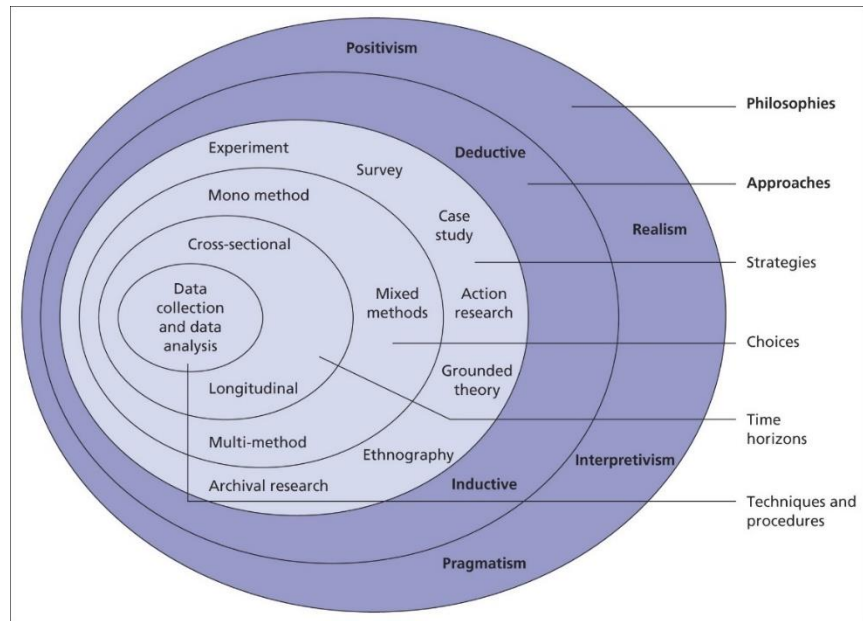 Positivism
Philosophies
Experiment
Deductive
Survey
Approaches
Mono method
Case
study
Realism
Cross-sectional
Strategies
Data
collection
and data
analysis
Mixed
methods
Action
research
Choices
Grounded
theory
Longitudinal
Time
horizons
Multi-method
Ethnography
Interpretivism
Archival research
Inductive
Techniques and
procedures
Pragmatism